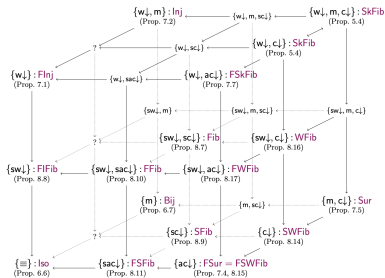 {w↓, m} : Inj
(Prop. 7.2)
{w↓, m, sc↓}
{w↓, m, c↓} : SkFib
(Prop. 5.4)
?
{w↓, sc↓}
{w↓, c↓} : SkFib
(Prop. 5.4)
{w↓} : FInj
(Prop. 7.1)
{w↓, sac↓}
{w↓, ac↓} : FSkFib
(Prop. 7.7)
{sw↓, m}
{sw↓, m, sc↓}
{sw↓, m, c↓}
?
{sw↓, sc↓} : Fib
(Prop. 8.7)
{sw↓, c↓} : WFib
(Prop. 8.16)
{sw↓} : FIFib
(Prop. 8.8)
{sw↓, sac↓} : FFib
(Prop. 8.10)
{sw↓, ac↓} : FWFib
(Prop. 8.17)
{m} : Bij
(Prop. 6.7)
{m, sc↓}
{m, c↓} : Sur
(Prop. 7.5)
?
{sc↓} : SFib
(Prop. 8.9)
{c↓} : SWFib
(Prop. 8.14)
{≡} : Iso
(Prop. 6.6)
{sac↓} : FSFib
(Prop. 8.11)
{ac↓} : FSur = FSWFib
(Prop. 7.4, 8.15)